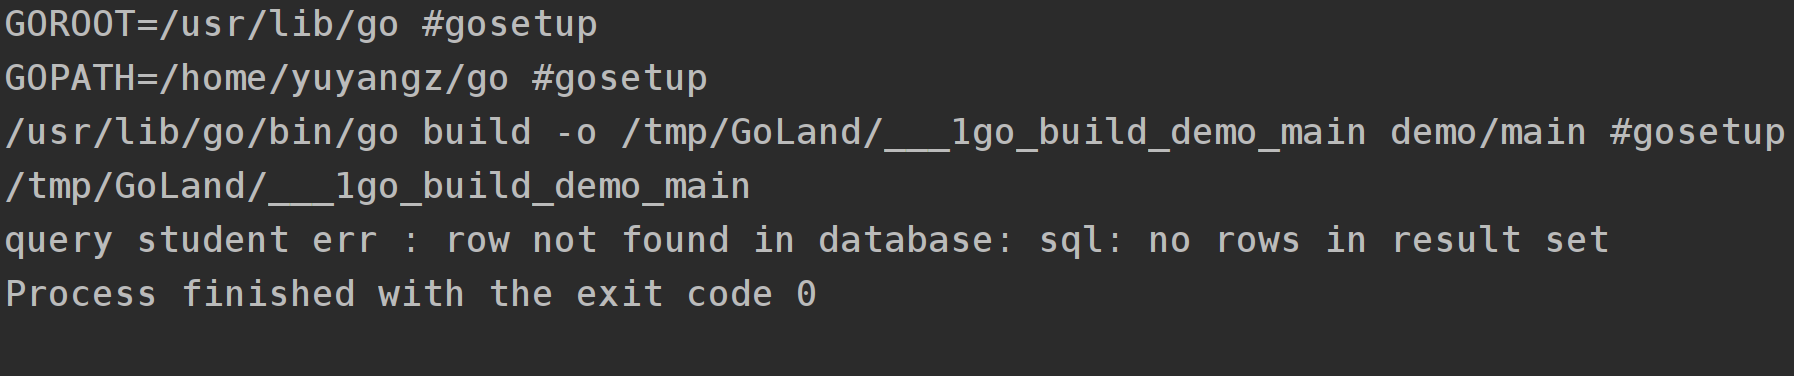 GOROOT=/usr/lib/go #gosetup
GOPATH=/home/yuyangz/go #gosetup
/usr/lib/go/bin/go build -o /tmp/GoLand/___1go_build_demo_main demo/main #gosetup
/tmp/GoLand/___1go_build_demo_main
query student err : row not found in database: sql: no rows in result set
Process finished with the exit code 0